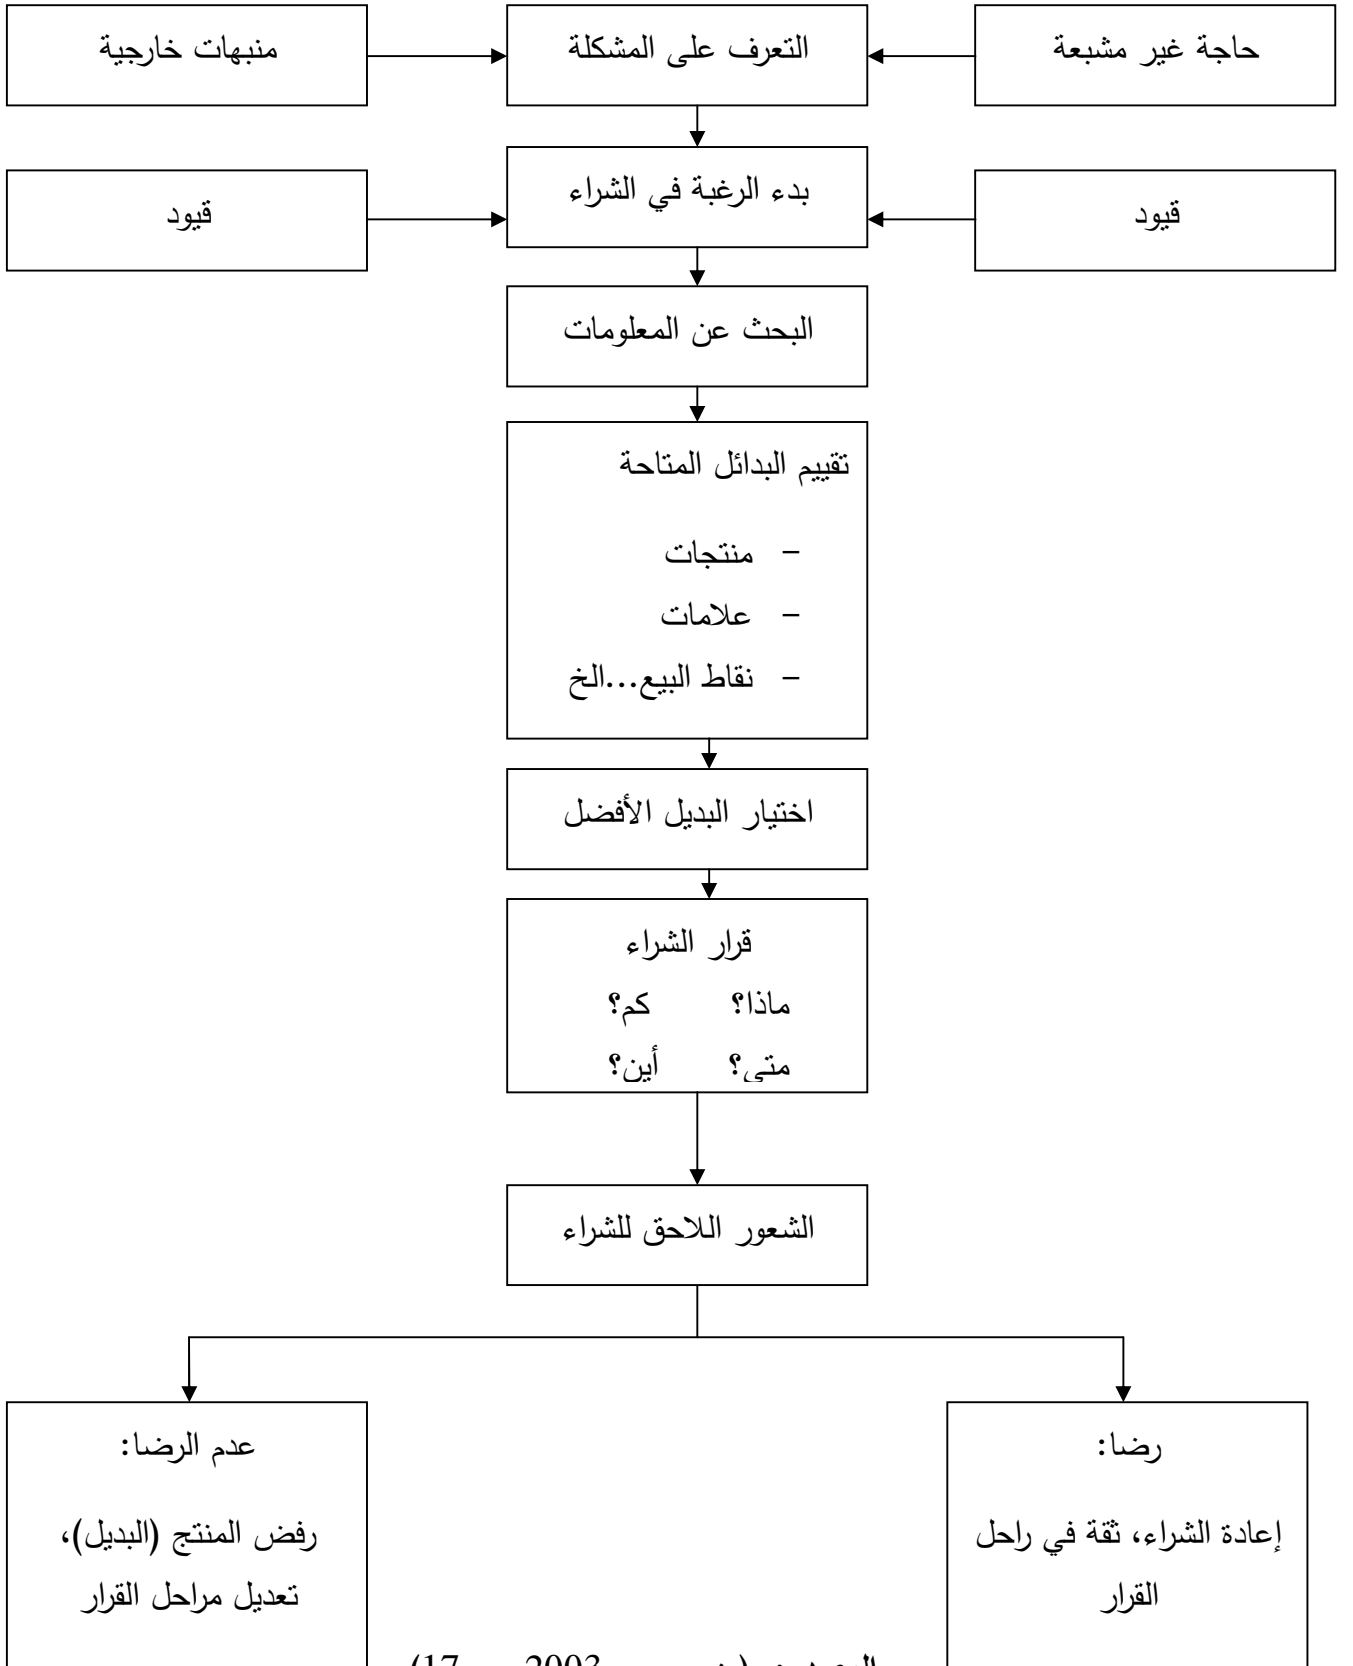 حاجة غير مشبعة
التعرف على المشكلة
منبهات خارجية
قيود
بدء الرغبة في الشراء
قيود
البحث عن المعلومات
تقييم البدائل المتاحة
- منتجات
- علامات
- نقاط البيع...الخ
اختيار البديل الأفضل
قرار الشراء
ماذا؟ كم؟
متى؟ أين؟
الشعور اللاحق للشراء
رضا:
إعادة الشراء، ثقة في راحل
القرار
عدم الرضا:
رفض المنتج (البديل)،
تعديل مراحل القرار
2003 17)